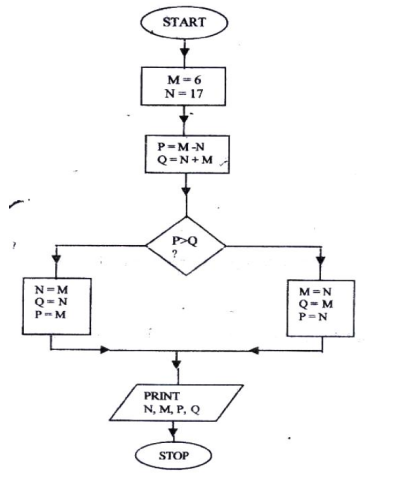 START
M = 6
N = 17
P = M - N
Q = N + M
P>Q
?
N = M
Q = N
P = M
M = N
Q = M
P = N
PRINT
N, M, P, Q
STOP